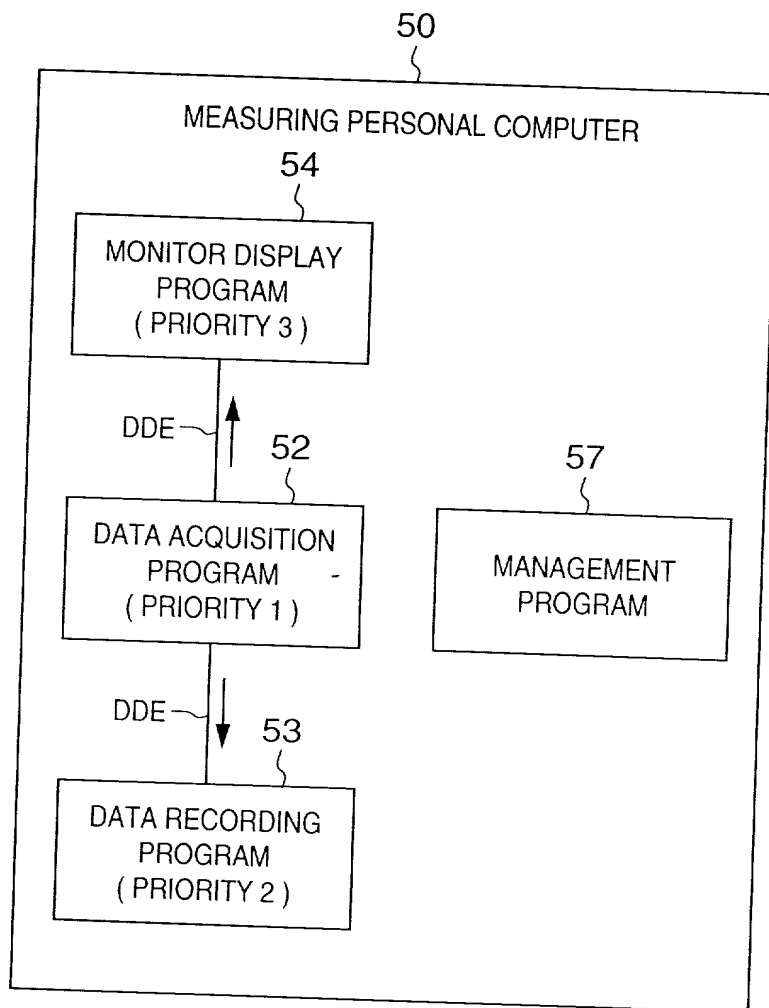 50
MEASURING PERSONAL COMPUTER
54
MONITOR DISPLAY
PROGRAM
( PRIORITY 3 )
DDE
52
57
DATA ACQUISITION
PROGRAM
( PRIORITY 1 )
MANAGEMENT
PROGRAM
DDE
53
DATA RECORDING
PROGRAM
( PRIORITY 2 )